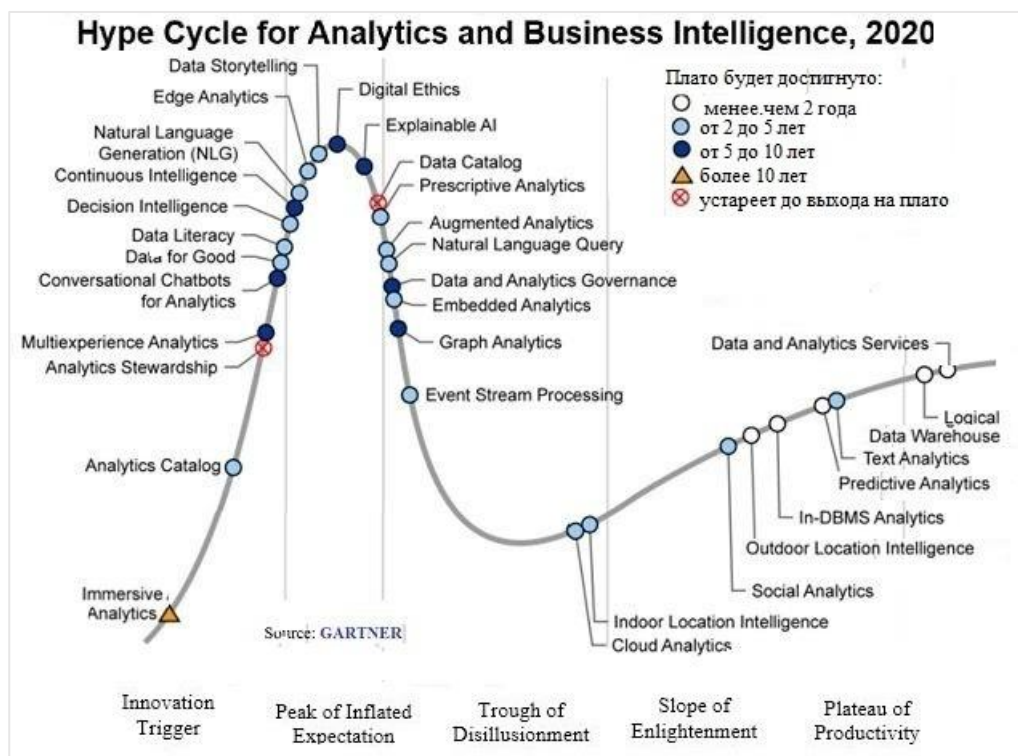 Hype Cycle for Analytics and Business Intelligence, 2020
Data Storytelling
Edge Analytics
Natural Language
Generation (NLG)
Continuous Intelligence
Decision Intelligence
Data Literacy
Data for Good
Conversational Chatbots
for Analytics
Multiexperience Analytics
Analytics Stewardship
Analytics Catalog
Immersive
Analytics
Digital Ethics
Explainable AI
Data Catalog
Prescriptive Analytics
Augmented Analytics
Natural Language Query
Data and Analytics Governance
Embedded Analytics
Graph Analytics
Event Stream Processing
Плато будет достигнуто:
менее.чем 2 года
от 2 до 5 лет
от 5 до 10 лет
более 10 лет
устареет до выхода на плато
Data and Analytics Services
Logical
Data Warehouse
Text Analytics
Predictive Analytics
In-DBMS Analytics
Outdoor Location Intelligence
Social Analytics
Indoor Location Intelligence
Cloud Analytics
Source: GARTNER
Innovation
Trigger
Peak of Inflated
Expectation
Trough of
Disillusionment
Slope of
Enlightenment
Plateau of
Productivity